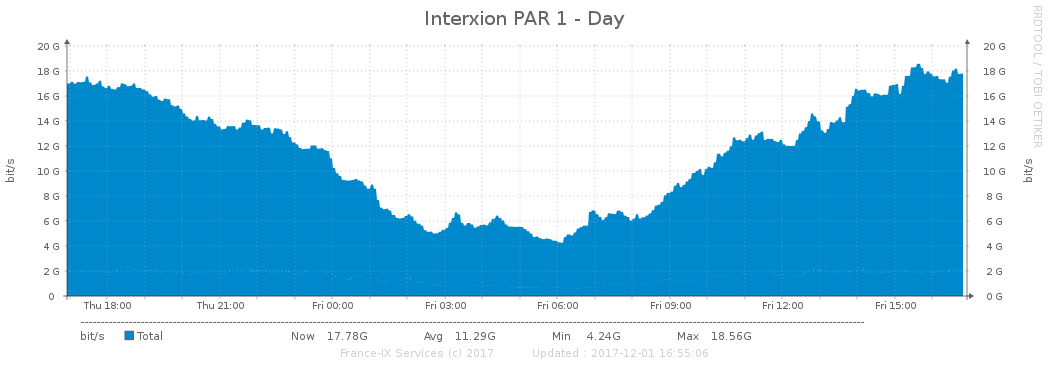 Interxion PAR 1 - Day
RRDTOOL / TOBI OETIKER
bit/s
20 G 20 G
18 G 18 G
16 G 16 G
14 G 14 G
12 G 12 G
10 G 10 G
8 G 8 G
6 G 6 G
4 G 4 G
2 G 2 G
0 0 G
bit/s
Thu 18:00 Thu 21:00 Fri 00:00 Fri 03:00 Fri 06:00 Fri 09:00 Fri 12:00 Fri 15:00
bit/s Total Now 17.78G Avg 11.29G Min 4.24G Max 18.56G
France-IX Services (c) 2017 Updated : 2017-12-01 16:55:06